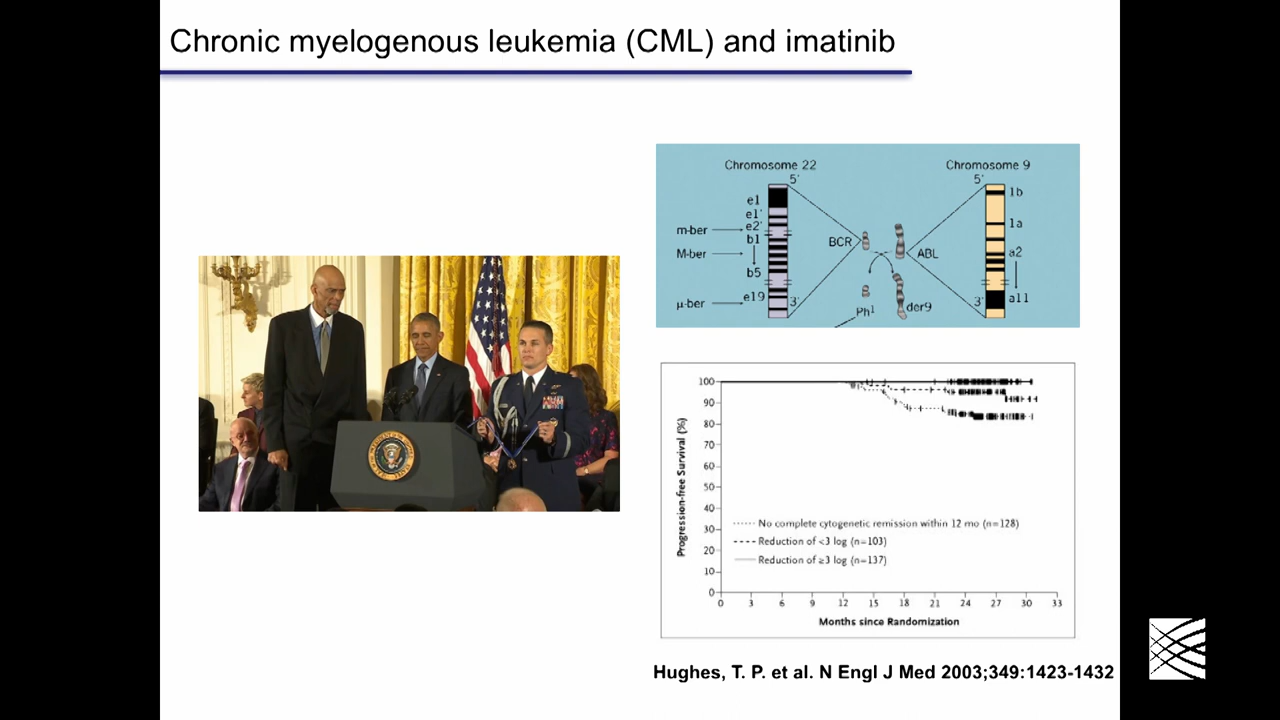 Chronic myelogenous leukemia (CML) and imatinib
Chromosome 22
Chromosome 9
5'
5'
e1
e1'
e2'
b1
b5
e19
m-bcr
M-bcr
μ-bcr
3'
BCR
ABL
Ph1
der9
1b
1a
a2
a11
3'
100
90
80
70
60
50
40
30
20
10
0
Progression-free Survival (%)
No complete cytogenetic remission within 12 mo (n=128)
Reduction of <3 log (n=103)
Reduction of ≥3 log (n=137)
0 3 6 9 12 15 18 21 24 27 30 33
Months since Randomization
Hughes, T. P. et al. N Engl J Med 2003;349:1423-1432